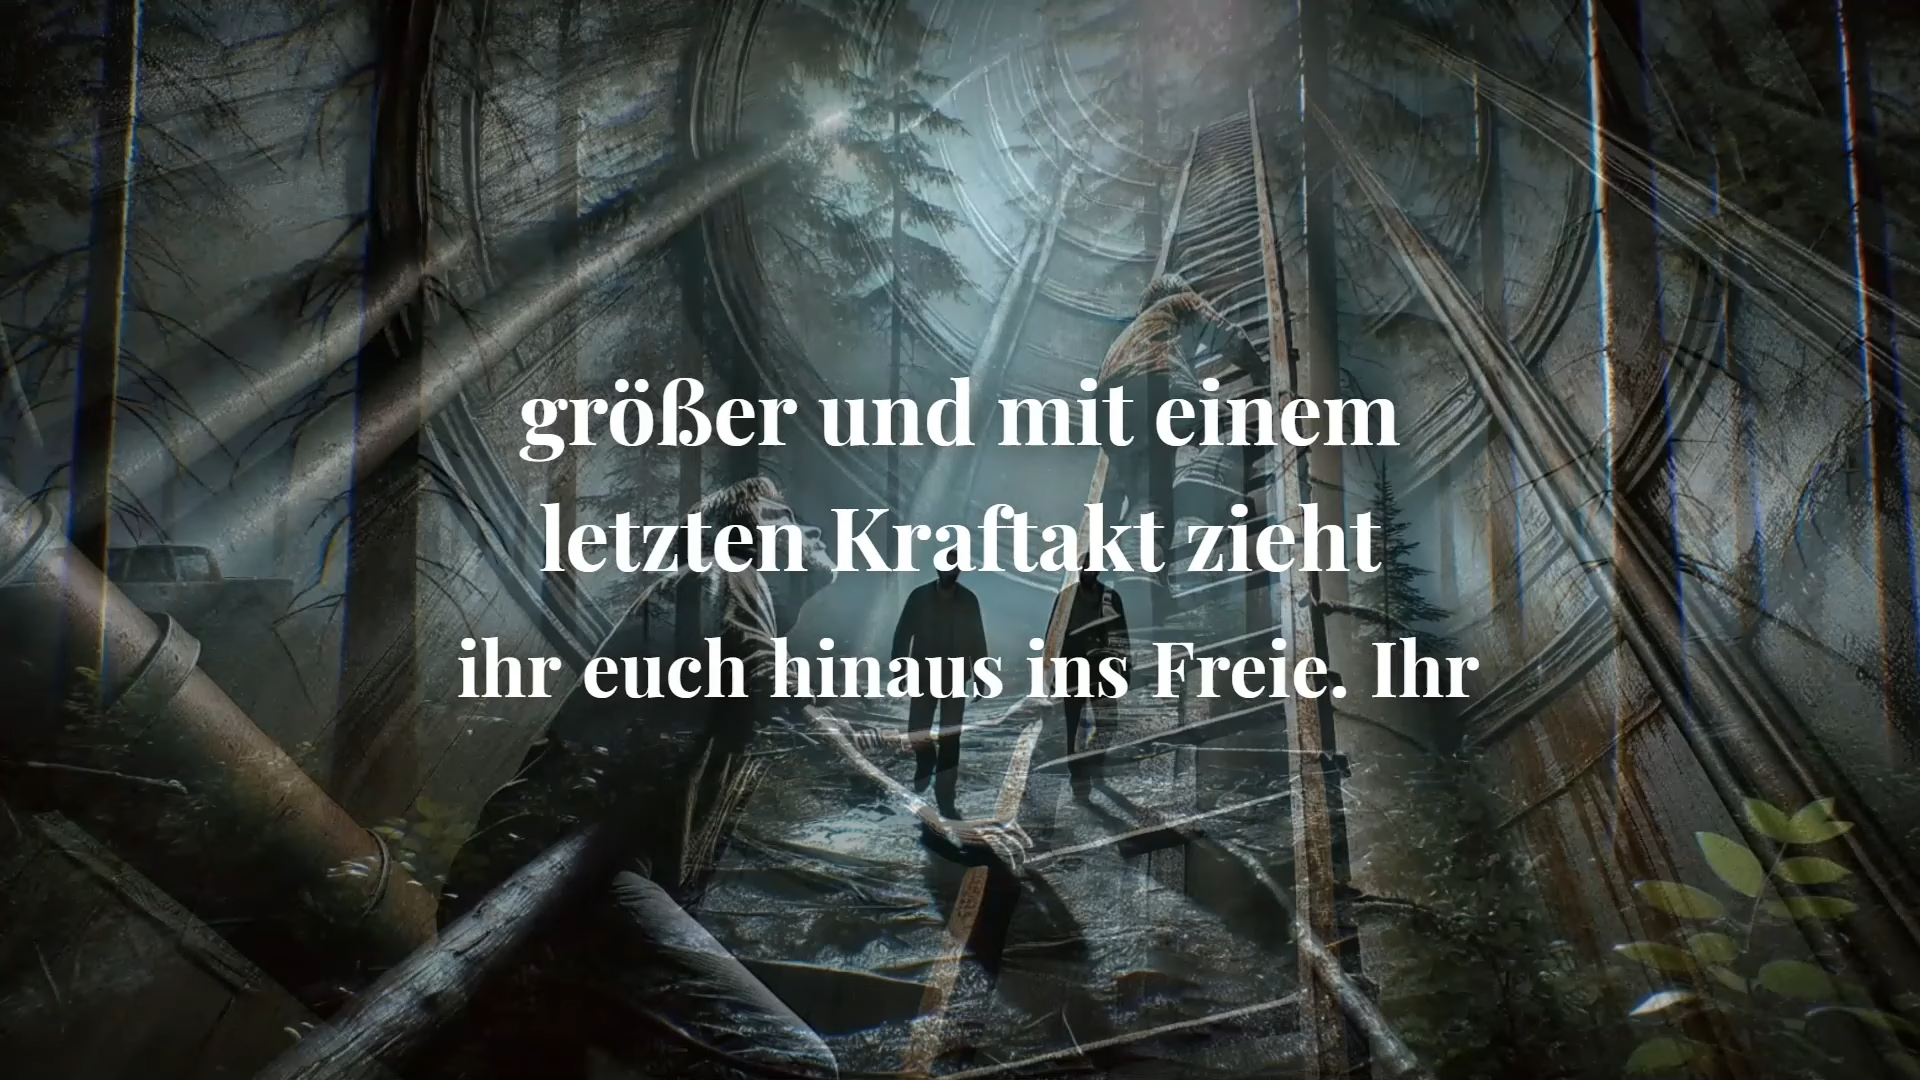 größer und mit einem
letzten Kraftakt zieht
ihr euch hinaus ins Freie. Ihr